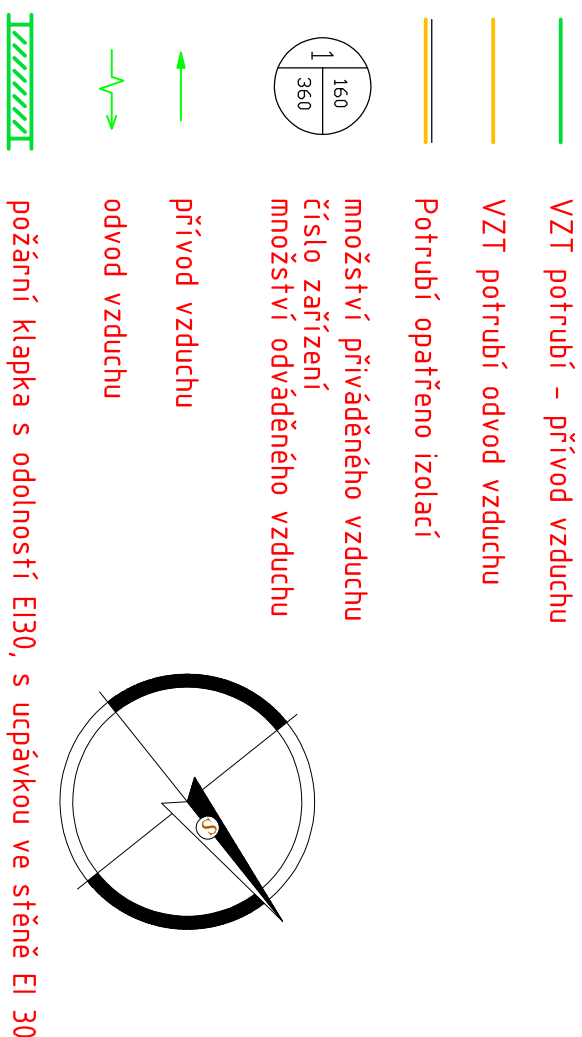 VZT potrubí - přívod vzduchu
VZT potrubí odvod vzduchu
Potrubí opatřeno izolací
1
160
360
množství přiváděného vzduchu
číslo zařízení
množství odváděného vzduchu
přívod vzduchu
odvod vzduchu
požární klapka s odolností EI30, s ucpávkou ve stěně EI 30
S